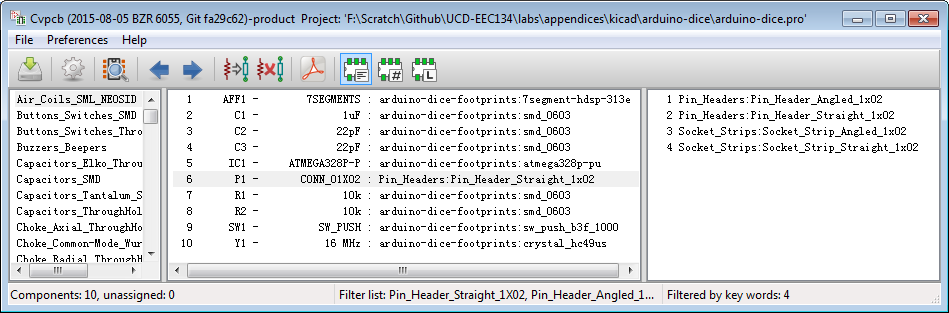 Cvpcb (2015-08-05 BZR 6055, Git fa29c62)-product Project: 'F:\Scratch\Github\UCD-EEC134\labs\appendices\kicad\arduino-dice\arduino-dice.pro'
File Preferences Help
Air_Coils_SML_NEOSID
Buttons_Switches_SMD
Buttons_Switches_Thro
Buzzers_Beepers
Capacitors_Elko_Throu
Capacitors_SMD
Capacitors_Tantalum_S
Capacitors_ThroughHol
Choke_Axial_ThroughHo
Choke_Common-Mode_Wur
Choke_Radial_ThroughH
1 AFF1 - 7SEGMENTS : arduino-dice-footprints:7segment-hdsp-313e
2 C1 - 1uF : arduino-dice-footprints:smd_0603
3 C2 - 22pF : arduino-dice-footprints:smd_0603
4 C3 - 22pF : arduino-dice-footprints:smd_0603
5 IC1 - ATMEGA328P-P : arduino-dice-footprints:atmega328p-pu
6 P1 - CONN_01X02 : Pin_Headers:Pin_Header_Straight_1x02
7 R1 - 10k : arduino-dice-footprints:smd_0603
8 R2 - 10k : arduino-dice-footprints:smd_0603
9 SW1 - SW_PUSH : arduino-dice-footprints:sw_push_b3f_1000
10 Y1 - 16 MHz : arduino-dice-footprints:crystal_hc49us
1 Pin_Headers:Pin_Header_Angled_1x02
2 Pin_Headers:Pin_Header_Straight_1x02
3 Socket_Strips:Socket_Strip_Angled_1x02
4 Socket_Strips:Socket_Strip_Straight_1x02
Components: 10, unassigned: 0
Filter list: Pin_Header_Straight_1X02, Pin_Header_Angled_1...
Filtered by key words: 4